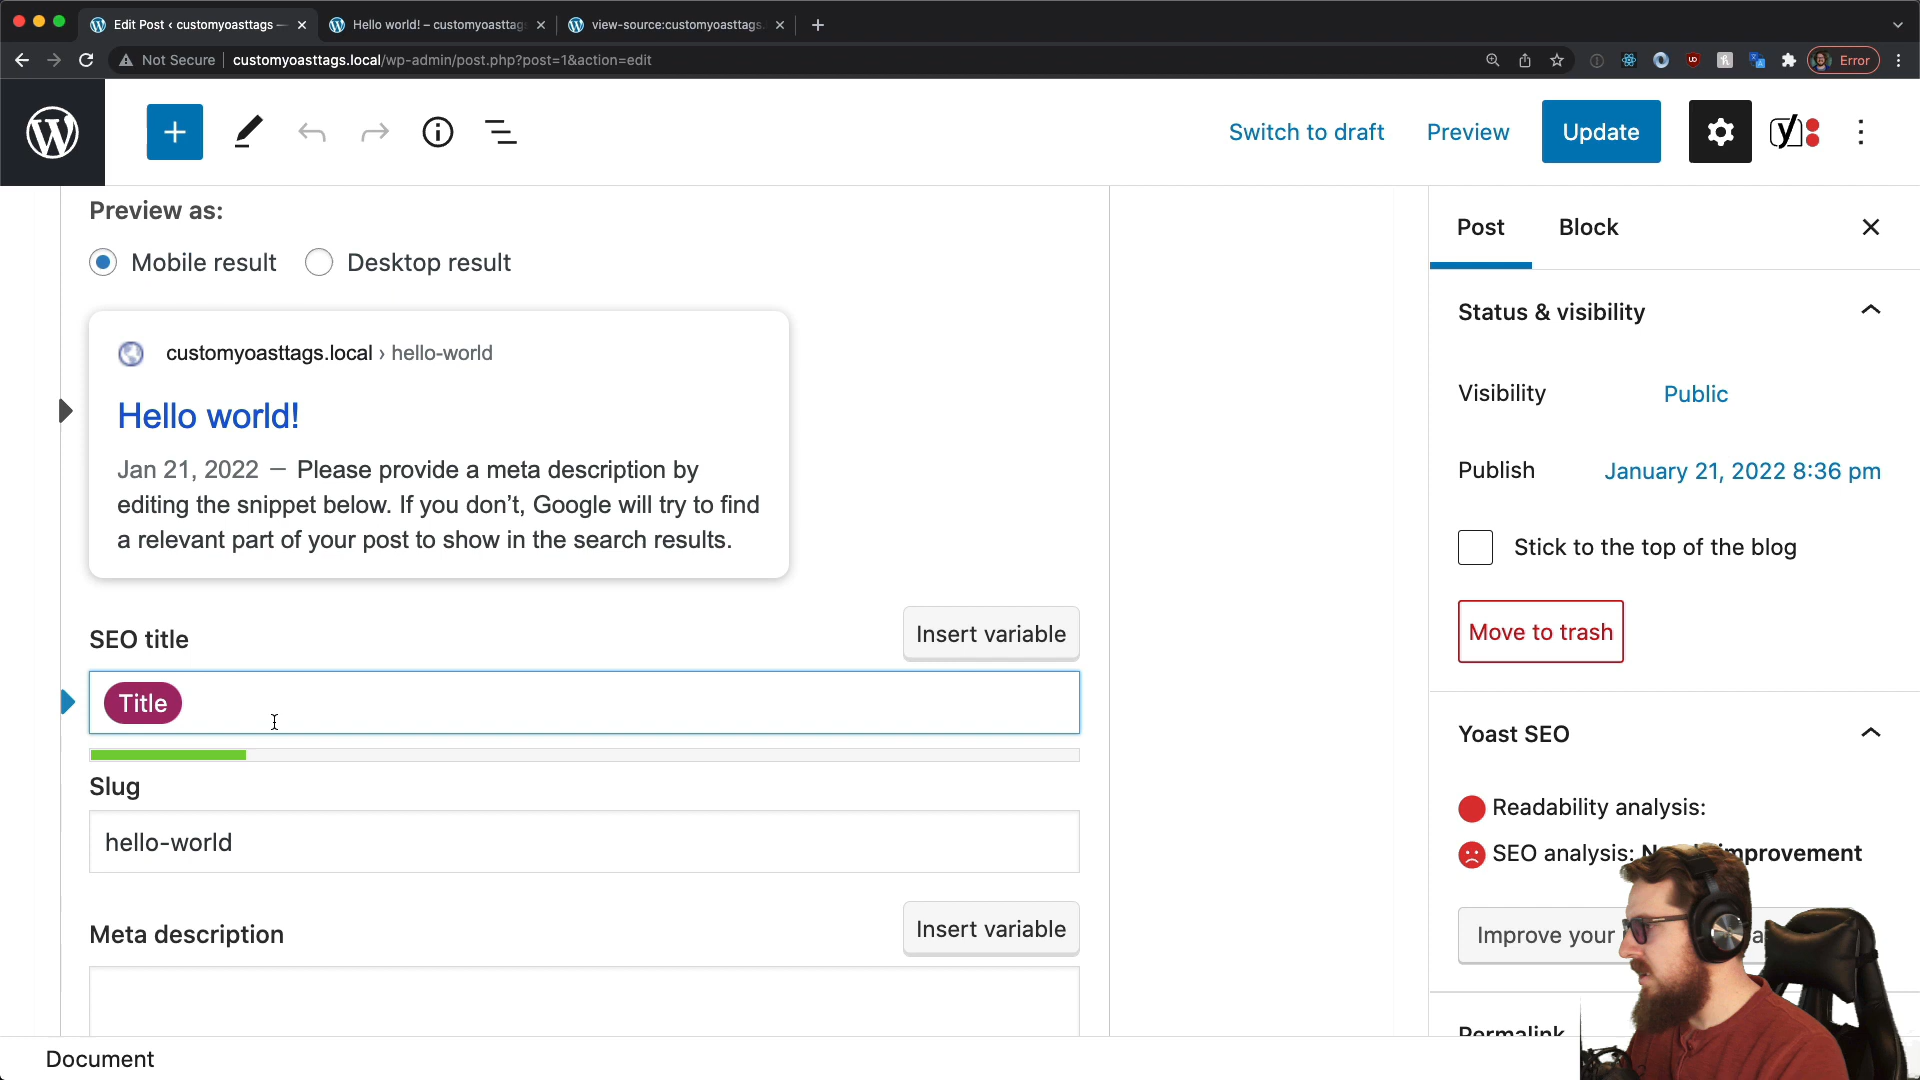 Edit Post ‹ customyoasttags —
Hello world! – customyoasttags
view-source:customyoasttags.
Not Secure
customyoasttags.local/wp-admin/post.php?post=1&action=edit
Error
Switch to draft
Preview
Update
Preview as:
Mobile result
Desktop result
customyoasttags.local › hello-world
Hello world!
Jan 21, 2022 — Please provide a meta description by
editing the snippet below. If you don’t, Google will try to find
a relevant part of your post to show in the search results.
SEO title
Insert variable
Title
Slug
hello-world
Meta description
Insert variable
Document
Post
Block
Status & visibility
Visibility
Public
Publish
January 21, 2022 8:36 pm
Stick to the top of the blog
Move to trash
Yoast SEO
Readability analysis:
SEO analysis: improvement
Improve your
Permalink